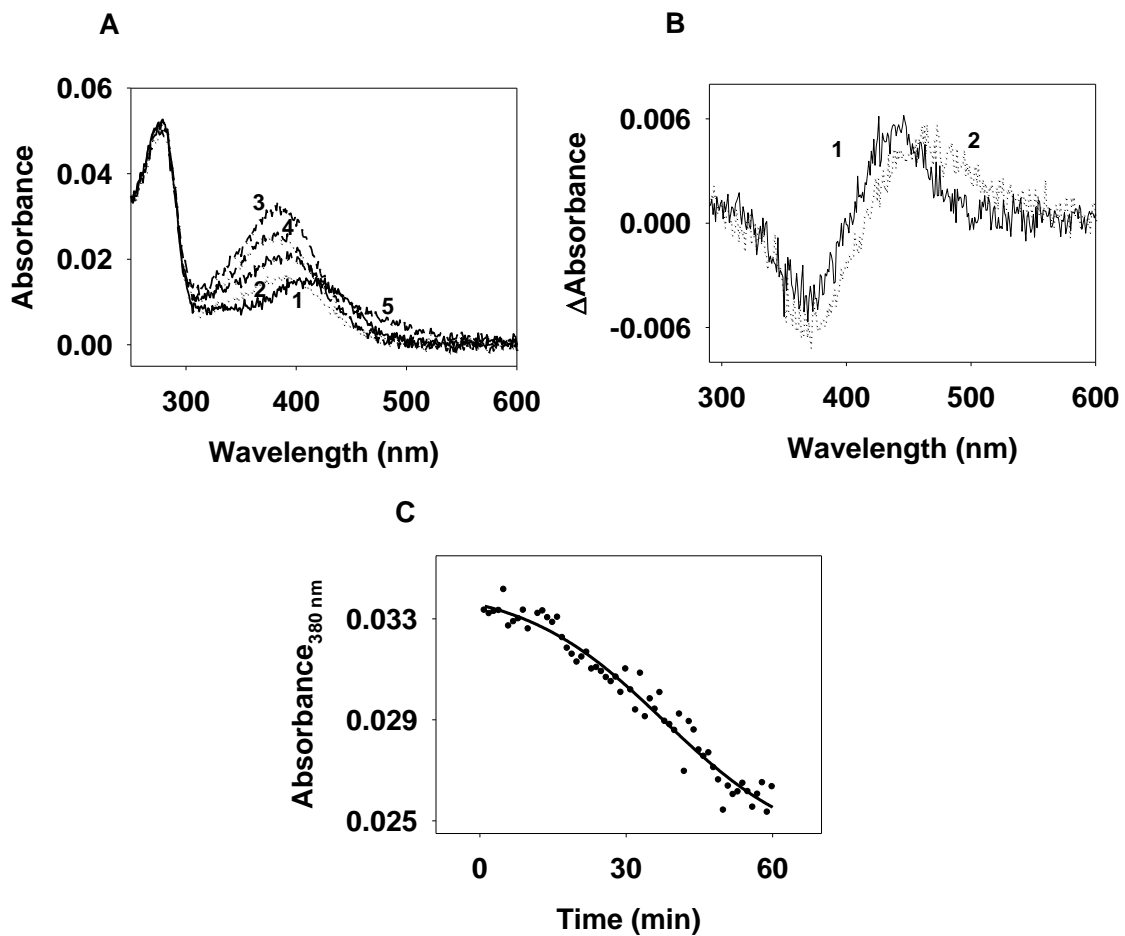 A
0.06
0.04
0.02
0.00
Absorbance
3
4
2
1
5
300 400 500 600
Wavelength (nm)
B
0.006
0.000
-0.006
ΔAbsorbance
1
2
300 400 500 600
Wavelength (nm)
C
0.033
0.029
0.025
Absorbance380 nm
0 30 60
Time (min)